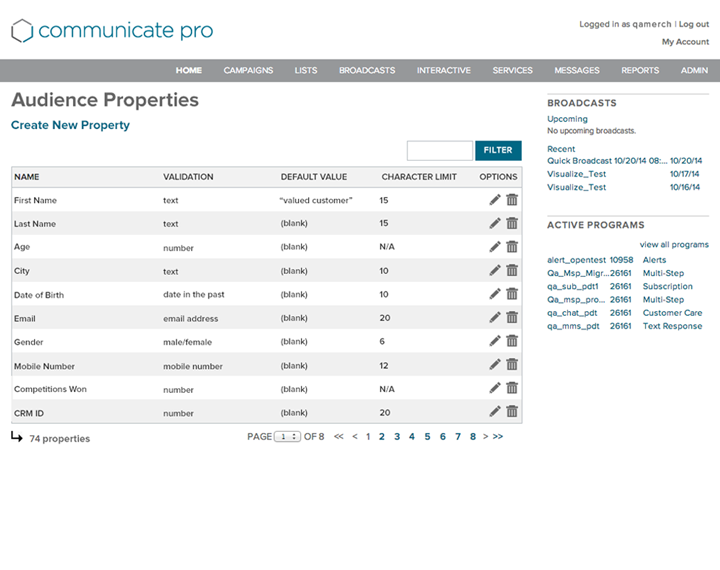 communicate pro
Logged in as qamerch | Log out
My Account
HOME CAMPAIGNS LISTS BROADCASTS INTERACTIVE SERVICES MESSAGES REPORTS ADMIN
Audience Properties
Create New Property
FILTER
NAME VALIDATION DEFAULT VALUE CHARACTER LIMIT OPTIONS
First Name text “valued customer” 15
Last Name text (blank) 15
Age number (blank) N/A
City text (blank) 10
Date of Birth date in the past (blank) 10
Email email address (blank) 20
Gender male/female (blank) 6
Mobile Number mobile number (blank) 12
Competitions Won number (blank) N/A
CRM ID number (blank) 20
74 properties
PAGE 1 OF 8 << < 1 2 3 4 5 6 7 8 > >>
BROADCASTS
Upcoming
No upcoming broadcasts.
Recent
Quick Broadcast 10/20/14 08:... 10/20/14
Visualize_Test 10/17/14
Visualize_Test 10/16/14
ACTIVE PROGRAMS
view all programs
alert_opentest 10958 Alerts
Qa_Msp_Migr... 26161 Multi-Step
qa_sub_pdt1 26161 Subscription
Qa_msp_pro... 26161 Multi-Step
qa_chat_pdt 26161 Customer Care
qa_mms_pdt 26161 Text Response